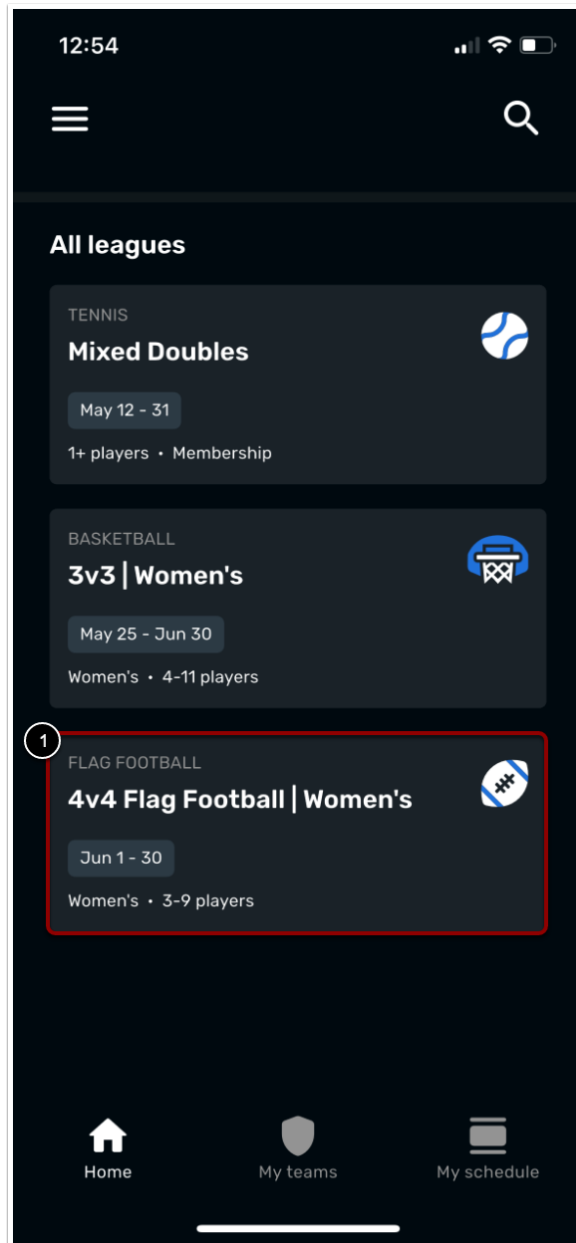 12:54
All leagues
TENNIS
Mixed Doubles
May 12 - 31
1+ players • Membership
BASKETBALL
3v3 | Women's
May 25 - Jun 30
Women's • 4-11 players
1
FLAG FOOTBALL
4v4 Flag Football | Women's
Jun 1 - 30
Women's • 3-9 players
Home
My teams
My schedule